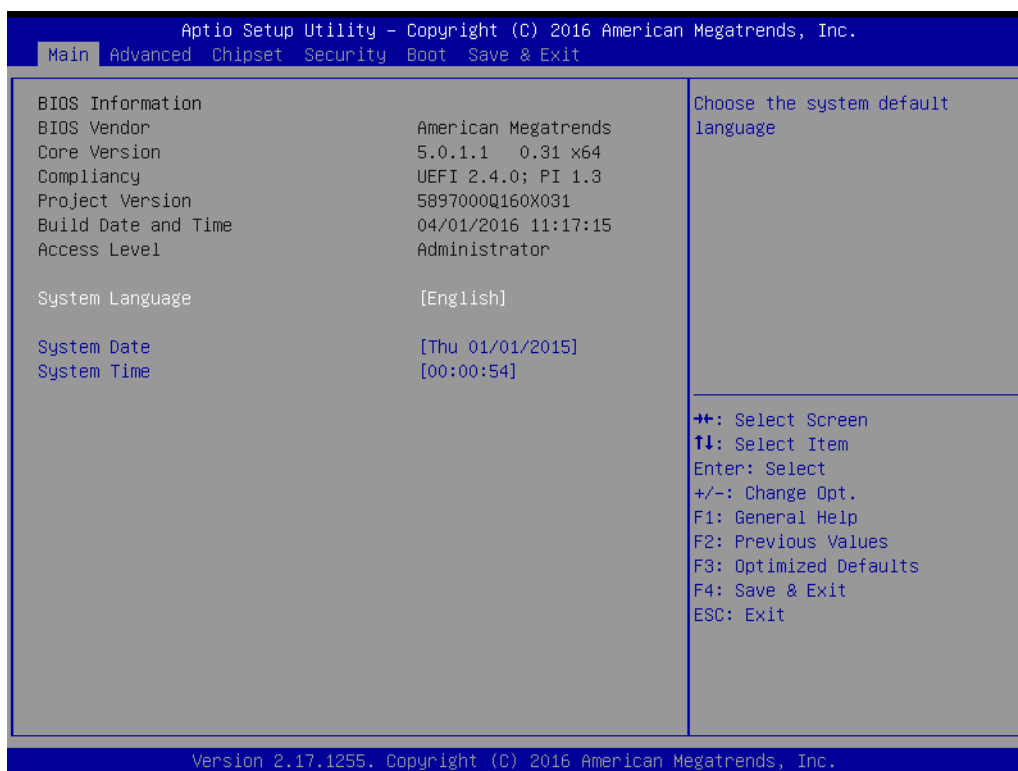 Aptio Setup Utility – Copyright (C) 2016 American Megatrends, Inc.
Main Advanced Chipset Security Boot Save & Exit
BIOS Information
BIOS Vendor American Megatrends
Core Version 5.0.1.1 0.31 x64
Compliancy UEFI 2.4.0; PI 1.3
Project Version 5897000Q160X031
Build Date and Time 04/01/2016 11:17:15
Access Level Administrator
System Language [English]
System Date [Thu 01/01/2015]
System Time [00:00:54]
Choose the system default
language
→←: Select Screen
↑↓: Select Item
Enter: Select
+/-: Change Opt.
F1: General Help
F2: Previous Values
F3: Optimized Defaults
F4: Save & Exit
ESC: Exit
Version 2.17.1255. Copyright (C) 2016 American Megatrends, Inc.